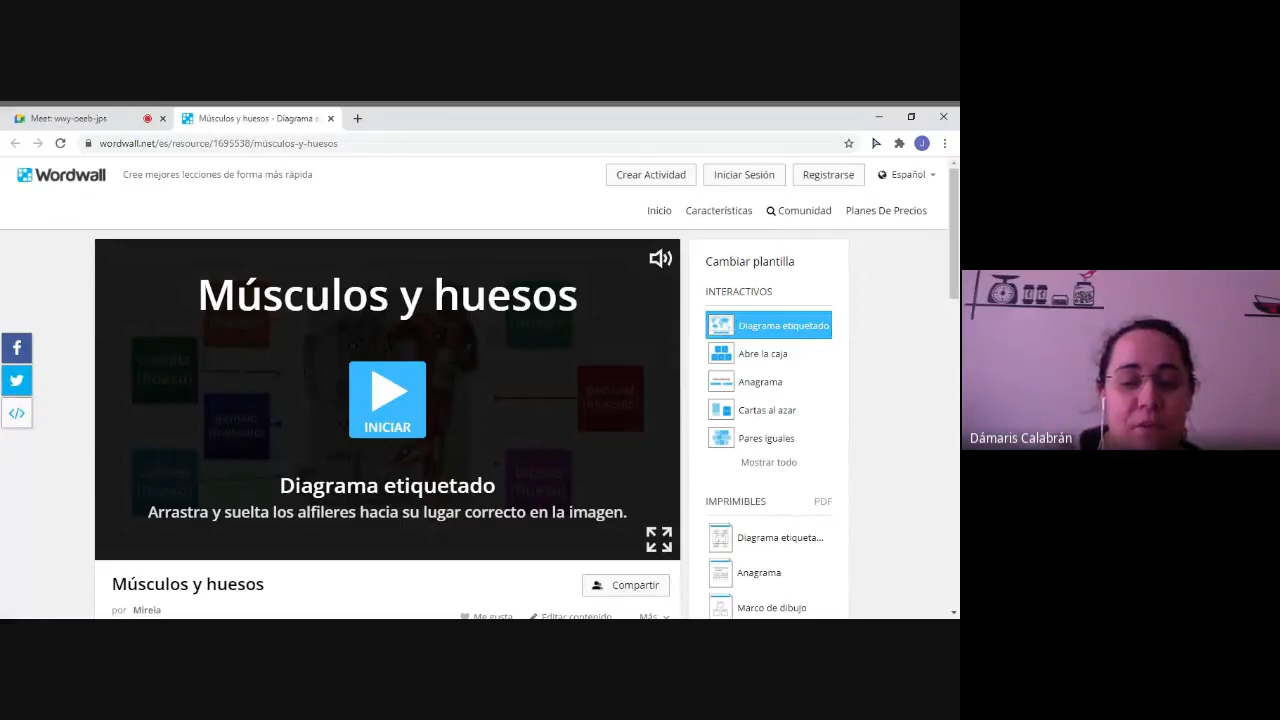 Meet: wwy-oeeb-jps
Músculos y huesos - Diagrama e
wordwall.net/es/resource/1695538/músculos-y-huesos
J
Wordwall
Cree mejores lecciones de forma más rápida
Crear Actividad
Iniciar Sesión
Registrarse
Español
Inicio
Características
Comunidad
Planes De Precios
Músculos y huesos
INICIAR
Diagrama etiquetado
Arrastra y suelta los alfileres hacia su lugar correcto en la imagen.
Músculos y huesos
Compartir
por Mireia
Me gusta
Editar contenido
Más
Cambiar plantilla
INTERACTIVOS
Diagrama etiquetado
Abre la caja
Anagrama
Cartas al azar
Pares iguales
Mostrar todo
IMPRIMIBLES
PDF
Diagrama etiqueta...
Anagrama
Marco de dibujo
Dámaris Calabrán